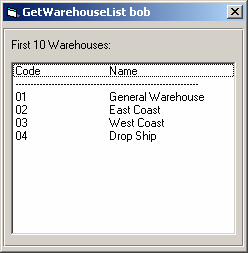 GetWarehouseList bob
First 10 Warehouses:
Code Name
------------------------------------------------------------
01 General Warehouse
02 East Coast
03 West Coast
04 Drop Ship